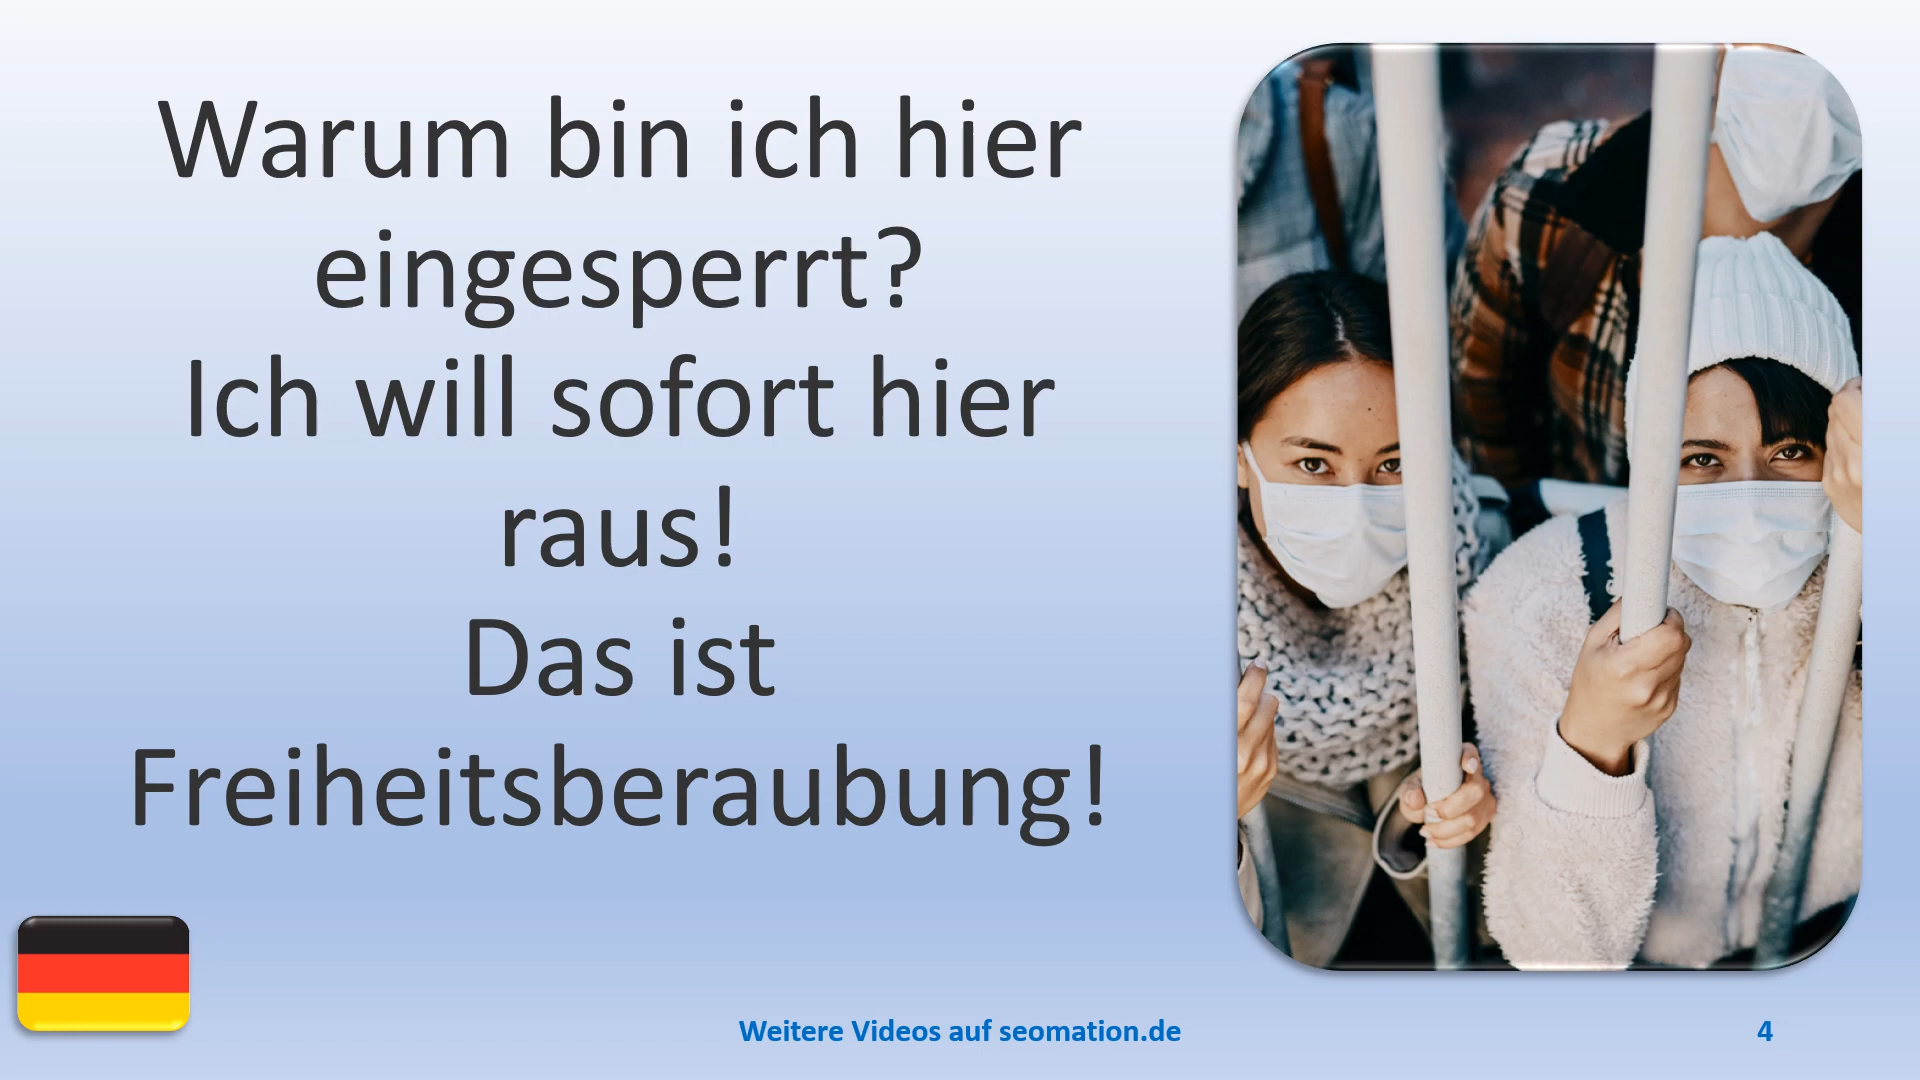 Warum bin ich hier
eingesperrt?
Ich will sofort hier
raus!
Das ist
Freiheitsberaubung!
Weitere Videos auf seomation.de
4